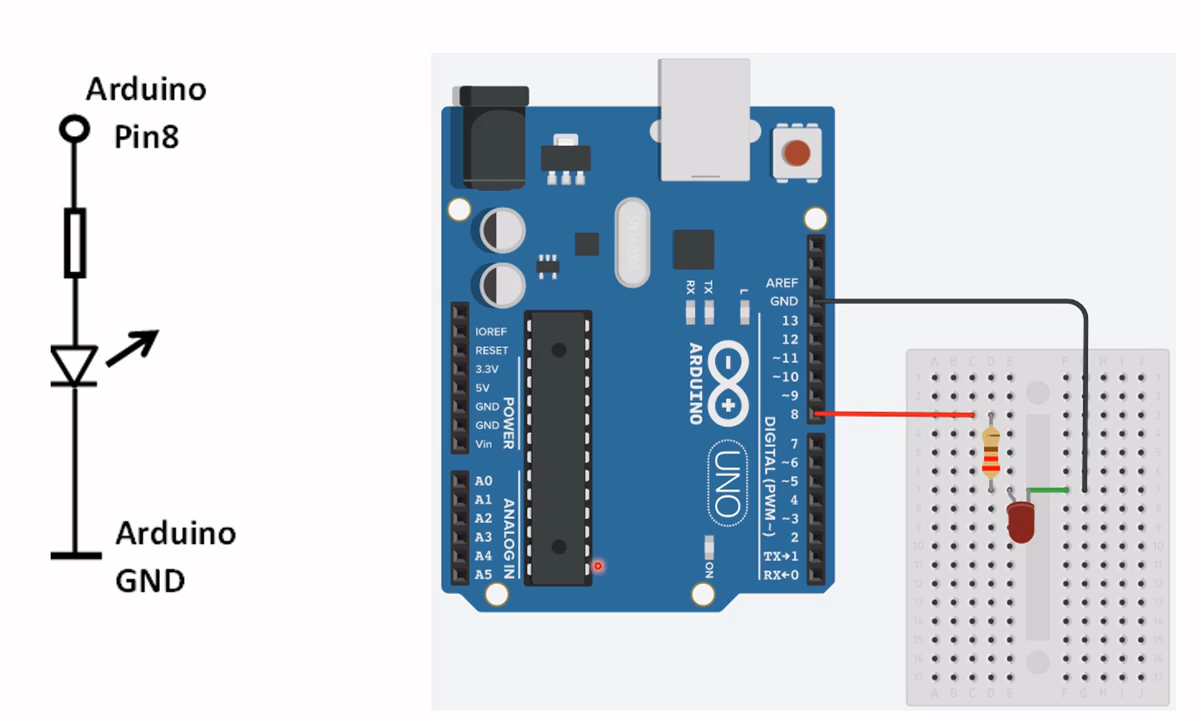 Arduino
Pin8
Arduino
GND
AREF
GND
13
12
~11
~10
~9
8
7
~6
~5
4
~3
2
TX→1
RX←0
DIGITAL (PWM~)
RX
TX
L
ARDUINO
UNO
ON
IOREF
RESET
3.3V
5V
GND
GND
Vin
POWER
A0
A1
A2
A3
A4
A5
ANALOG IN
A B C D E F G H I J
A B C D E F G H I J